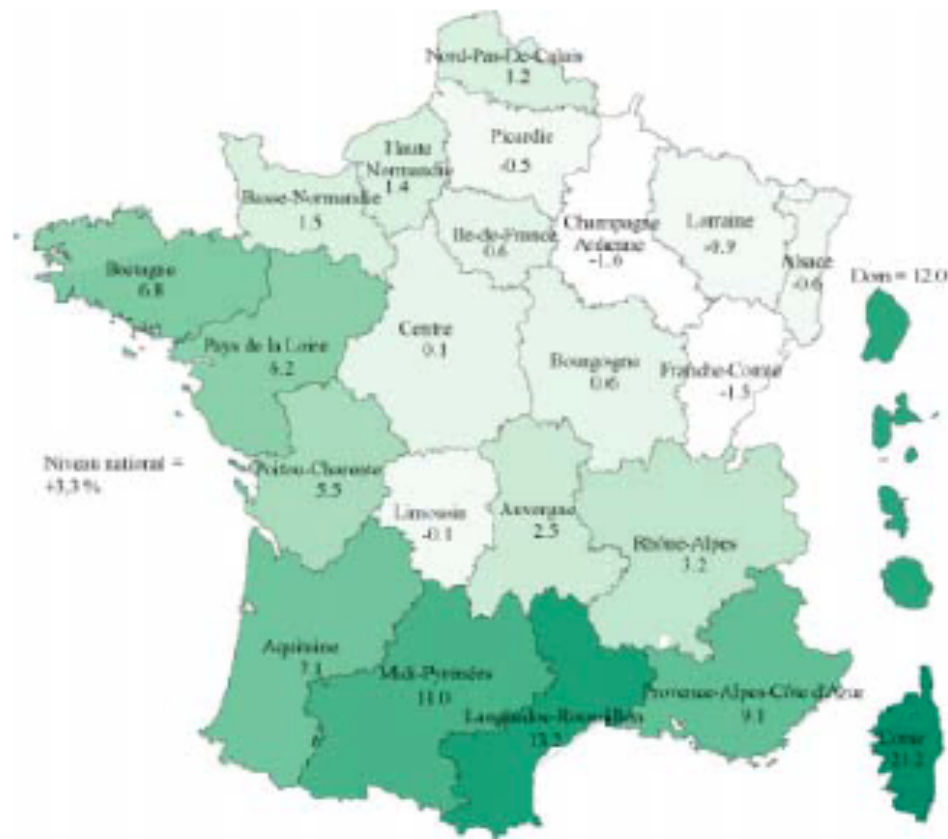 Nord-Pas-De-Calais
1.2
Picardie
-0.5
Haute
Normandie
1.4
Basse-Normandie
1.5
Ile-de-France
0.6
Champagne
Ardenne
-1.6
Lorraine
-0.9
Alsace
-0.6
Dom = 12.0
Bretagne
6.8
Pays de la Loire
6.2
Centre
0.1
Bourgogne
0.6
Franche-Comté
-1.5
Niveau national =
+3,3 %
Poitou-Charente
5.5
Limousin
-0.1
Auvergne
2.5
Rhône-Alpes
3.2
Aquitaine
7.1
Midi-Pyrénées
11.0
Languedoc-Roussillon
13.2
Provence-Alpes-Côte d'Azur
9.1
6
Corse
21.2